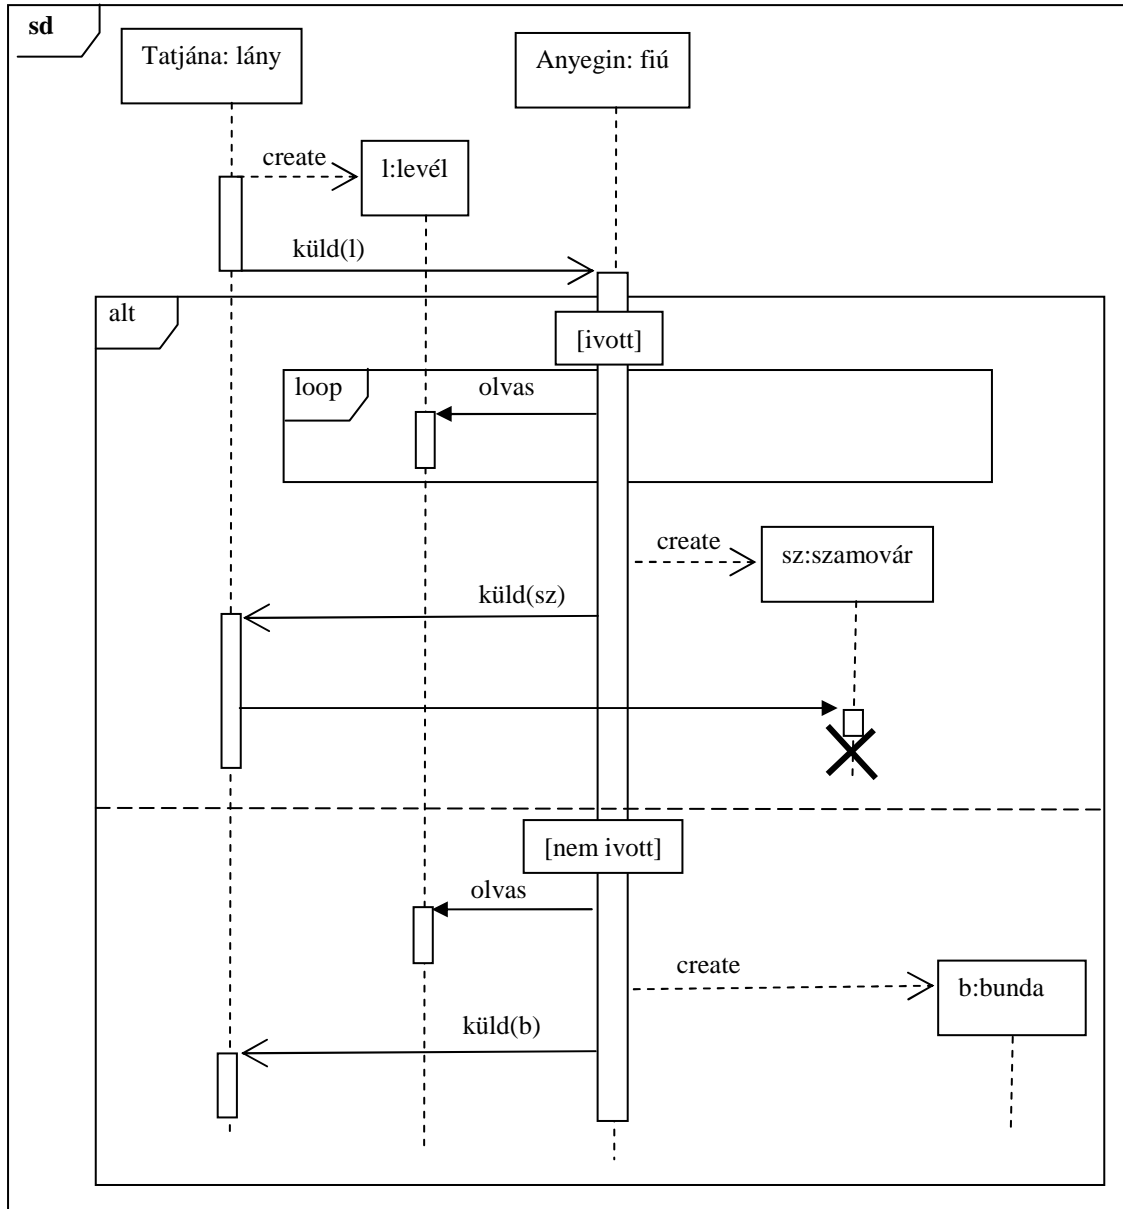 sd
Tatjána: lány
Anyegin: fiú
create
l:levél
küld(l)
alt
[ivott]
loop
olvas
create
sz:szamovár
küld(sz)
[nem ivott]
olvas
create
b:bunda
küld(b)